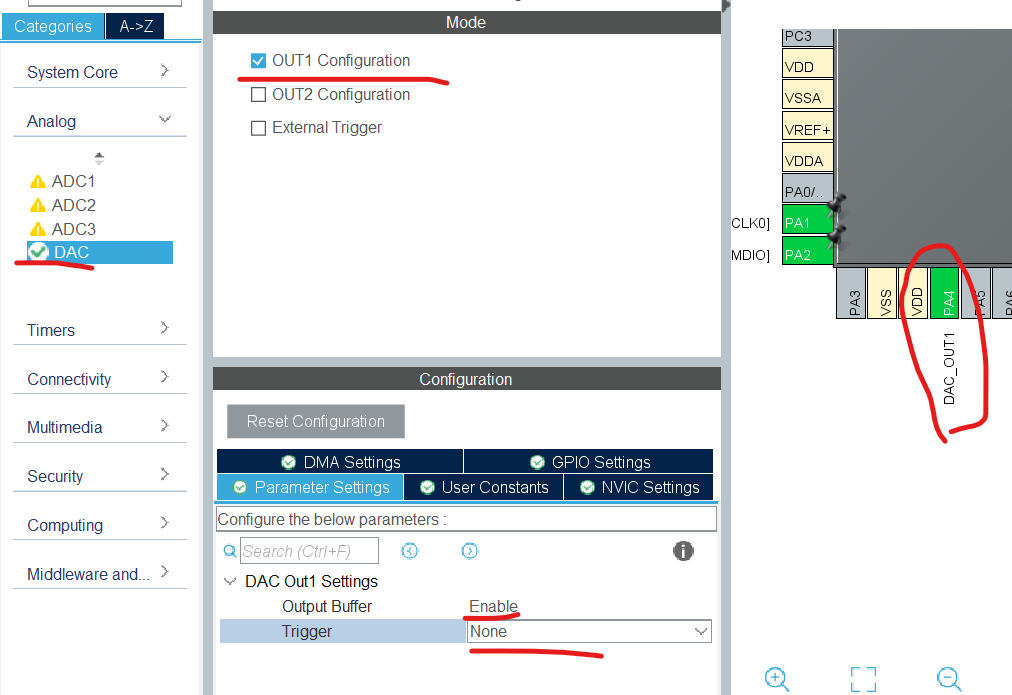 Categories
A->Z
System Core
Analog
ADC1
ADC2
ADC3
DAC
Timers
Connectivity
Multimedia
Security
Computing
Middleware and...
Mode
OUT1 Configuration
OUT2 Configuration
External Trigger
Configuration
Reset Configuration
DMA Settings
GPIO Settings
Parameter Settings
User Constants
NVIC Settings
Configure the below parameters :
Search (Ctrl+F)
DAC Out1 Settings
Output Buffer Enable
Trigger None
PC3
VDD
VSSA
VREF+
VDDA
PA0/..
CLK0] PA1
MDIO] PA2
PA3
VSS
VDD
PA4
PA5
PA6
DAC_OUT1